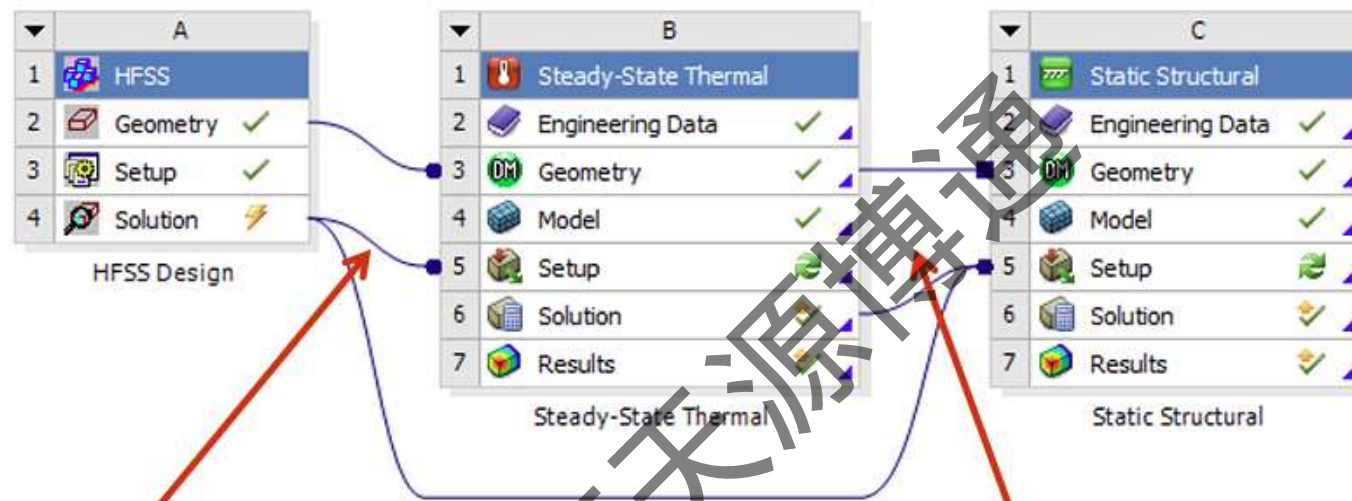 A
1 HFSS
2 Geometry
3 Setup
4 Solution
HFSS Design
B
1 Steady-State Thermal
2 Engineering Data
3 DM Geometry
4 Model
5 Setup
6 Solution
7 Results
Steady-State Thermal
C
1 Static Structural
2 Engineering Data
3 DM Geometry
4 Model
5 Setup
6 Solution
7 Results
Static Structural
天源博通